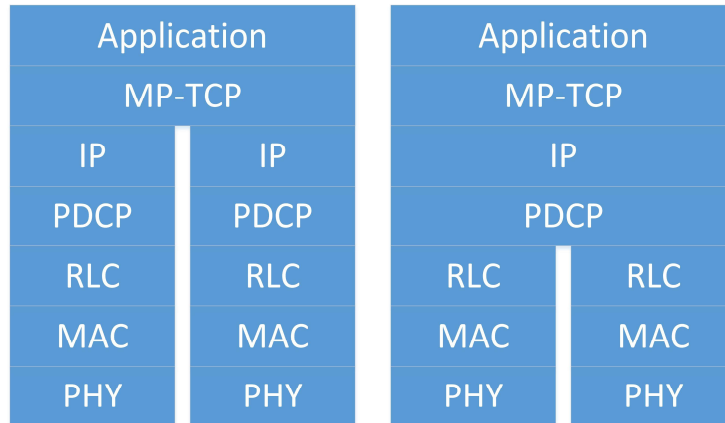 Application
MP-TCP
IP IP
PDCP PDCP
RLC RLC
MAC MAC
PHY PHY
Application
MP-TCP
IP
PDCP
RLC RLC
MAC MAC
PHY PHY